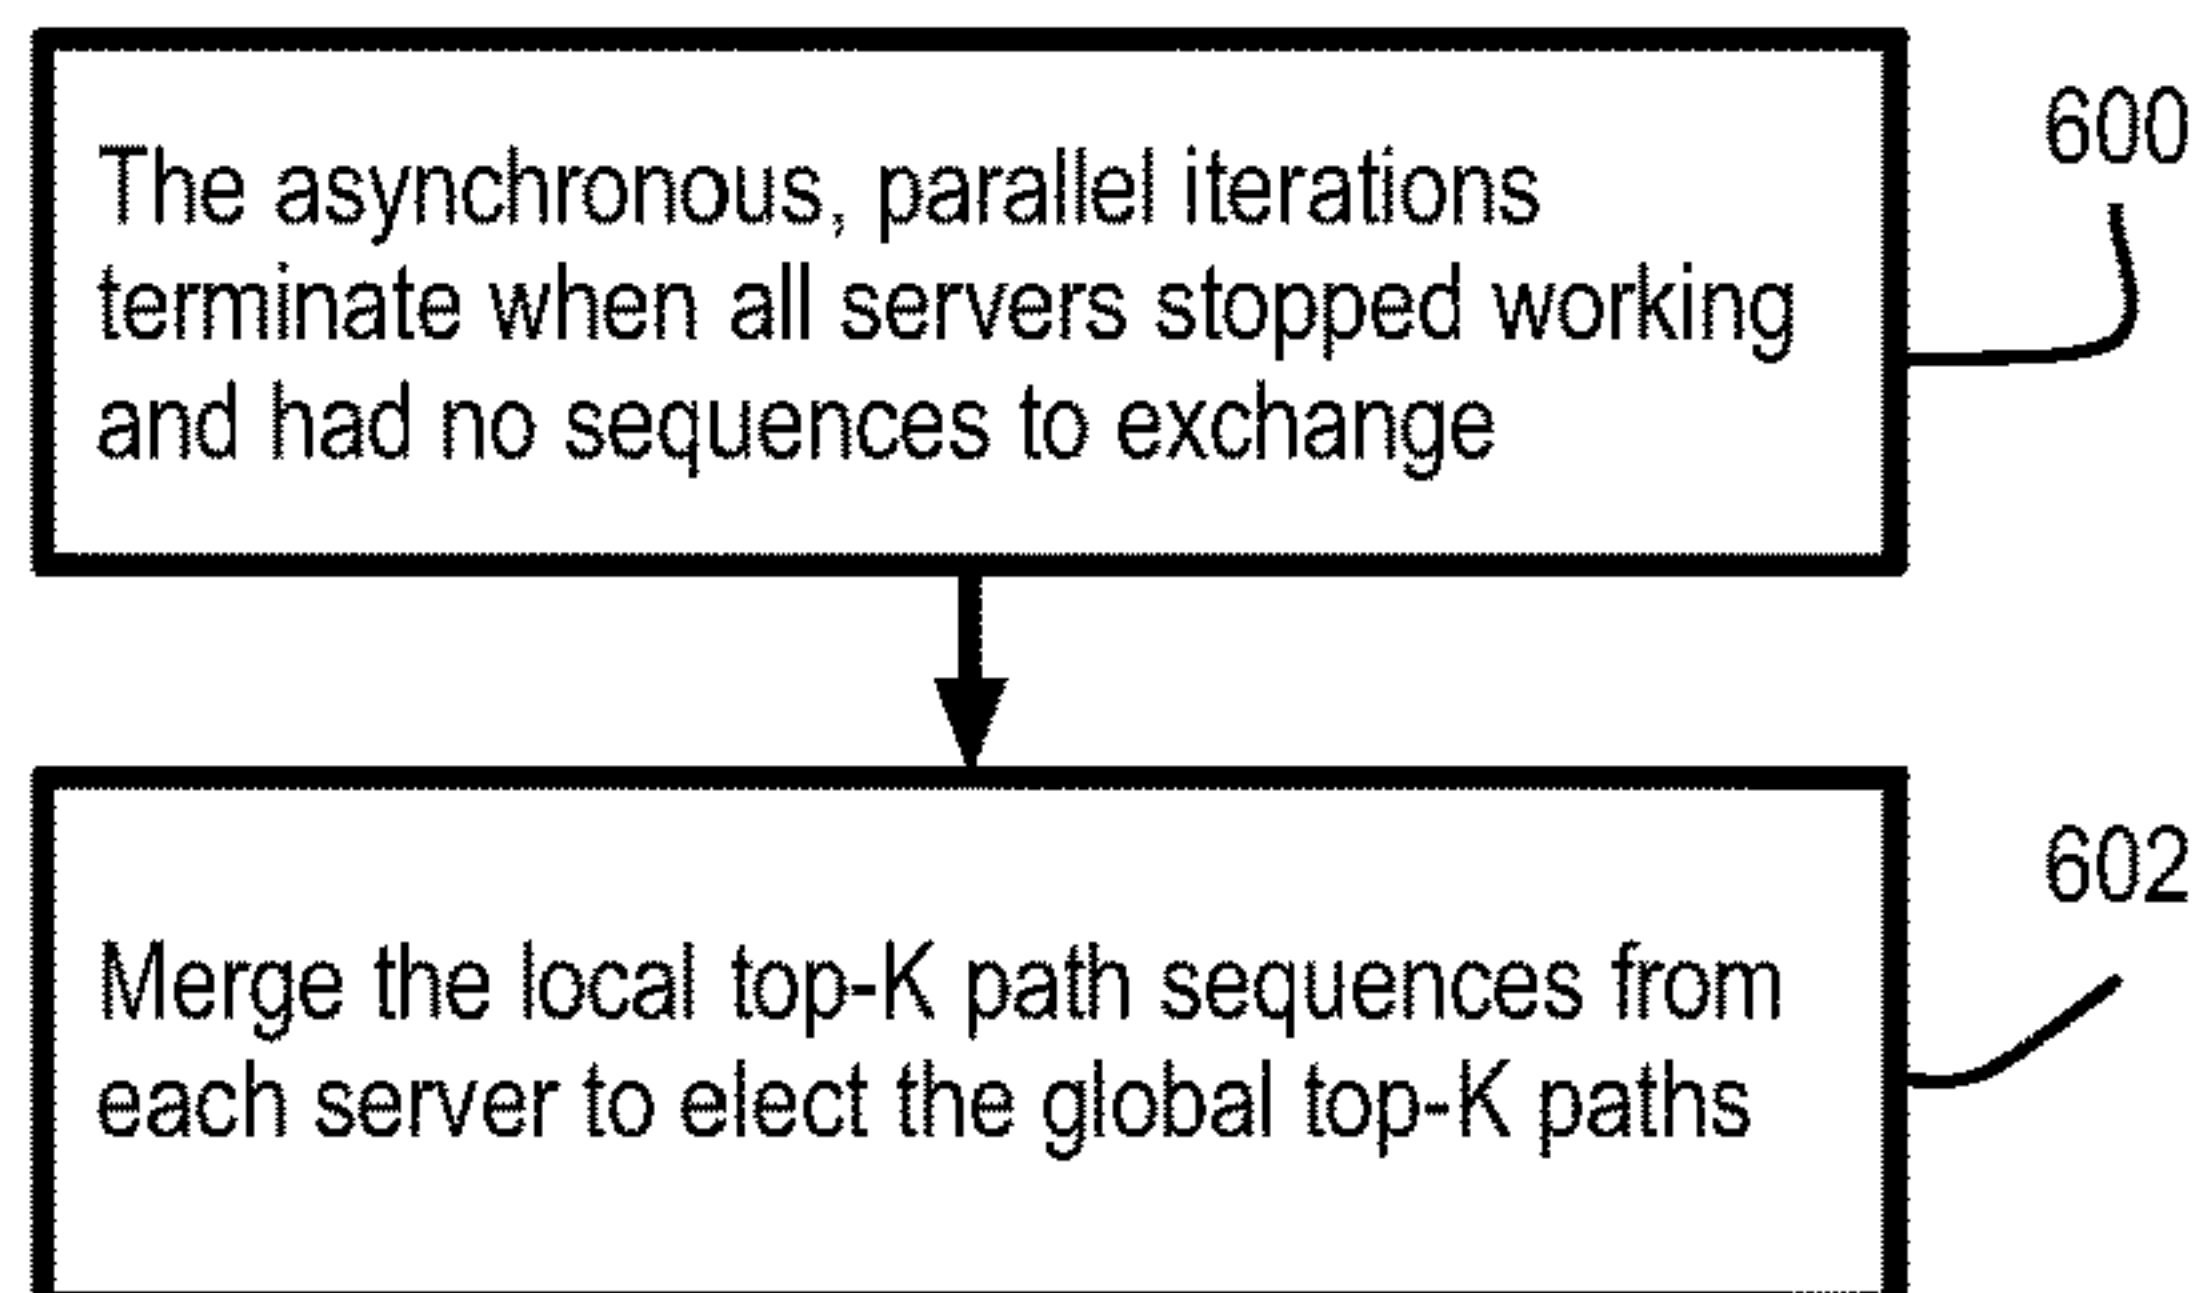 The asynchronous, parallel iterations
terminate when all servers stopped working
and had no sequences to exchange
600
Merge the local top-K path sequences from
each server to elect the global top-K paths
602